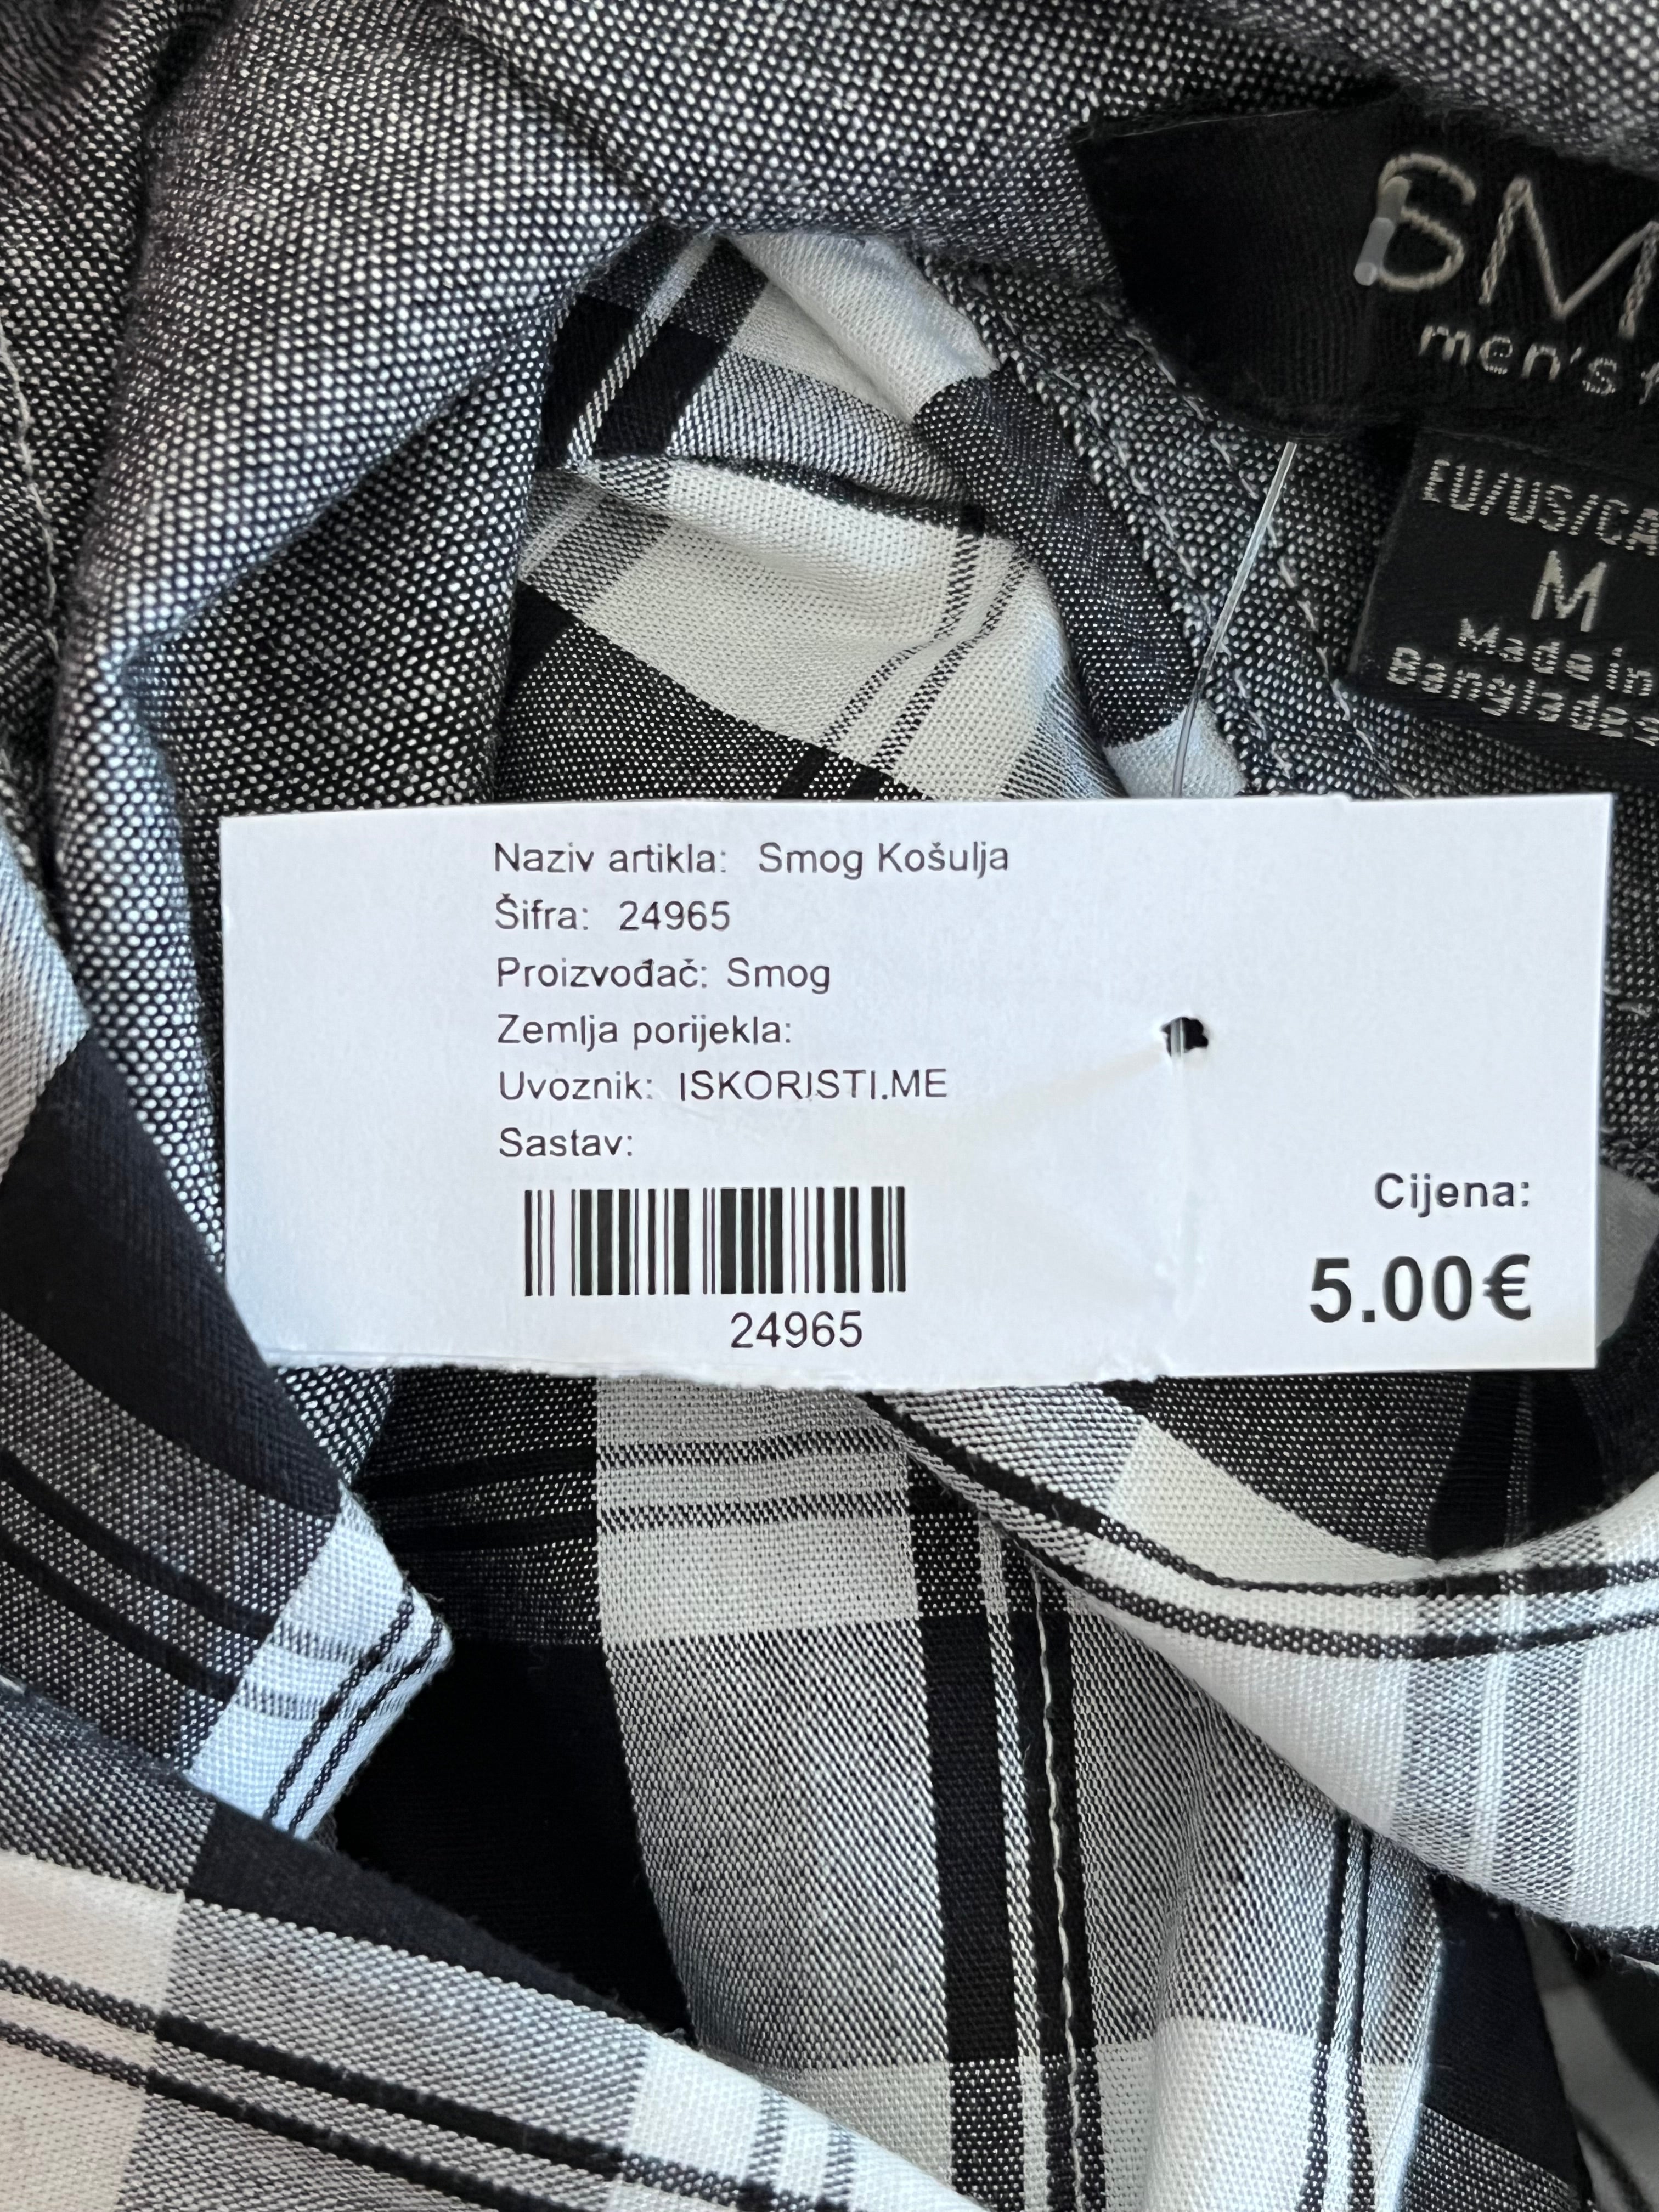 SM
men's
EU/US/CA
M
Made in
Banglades
Naziv artikla: Smog Košulja
Šifra: 24965
Proizvođač: Smog
Zemlja porijekla:
Uvoznik: ISKORISTI.ME
Sastav:
24965
Cijena:
5.00€